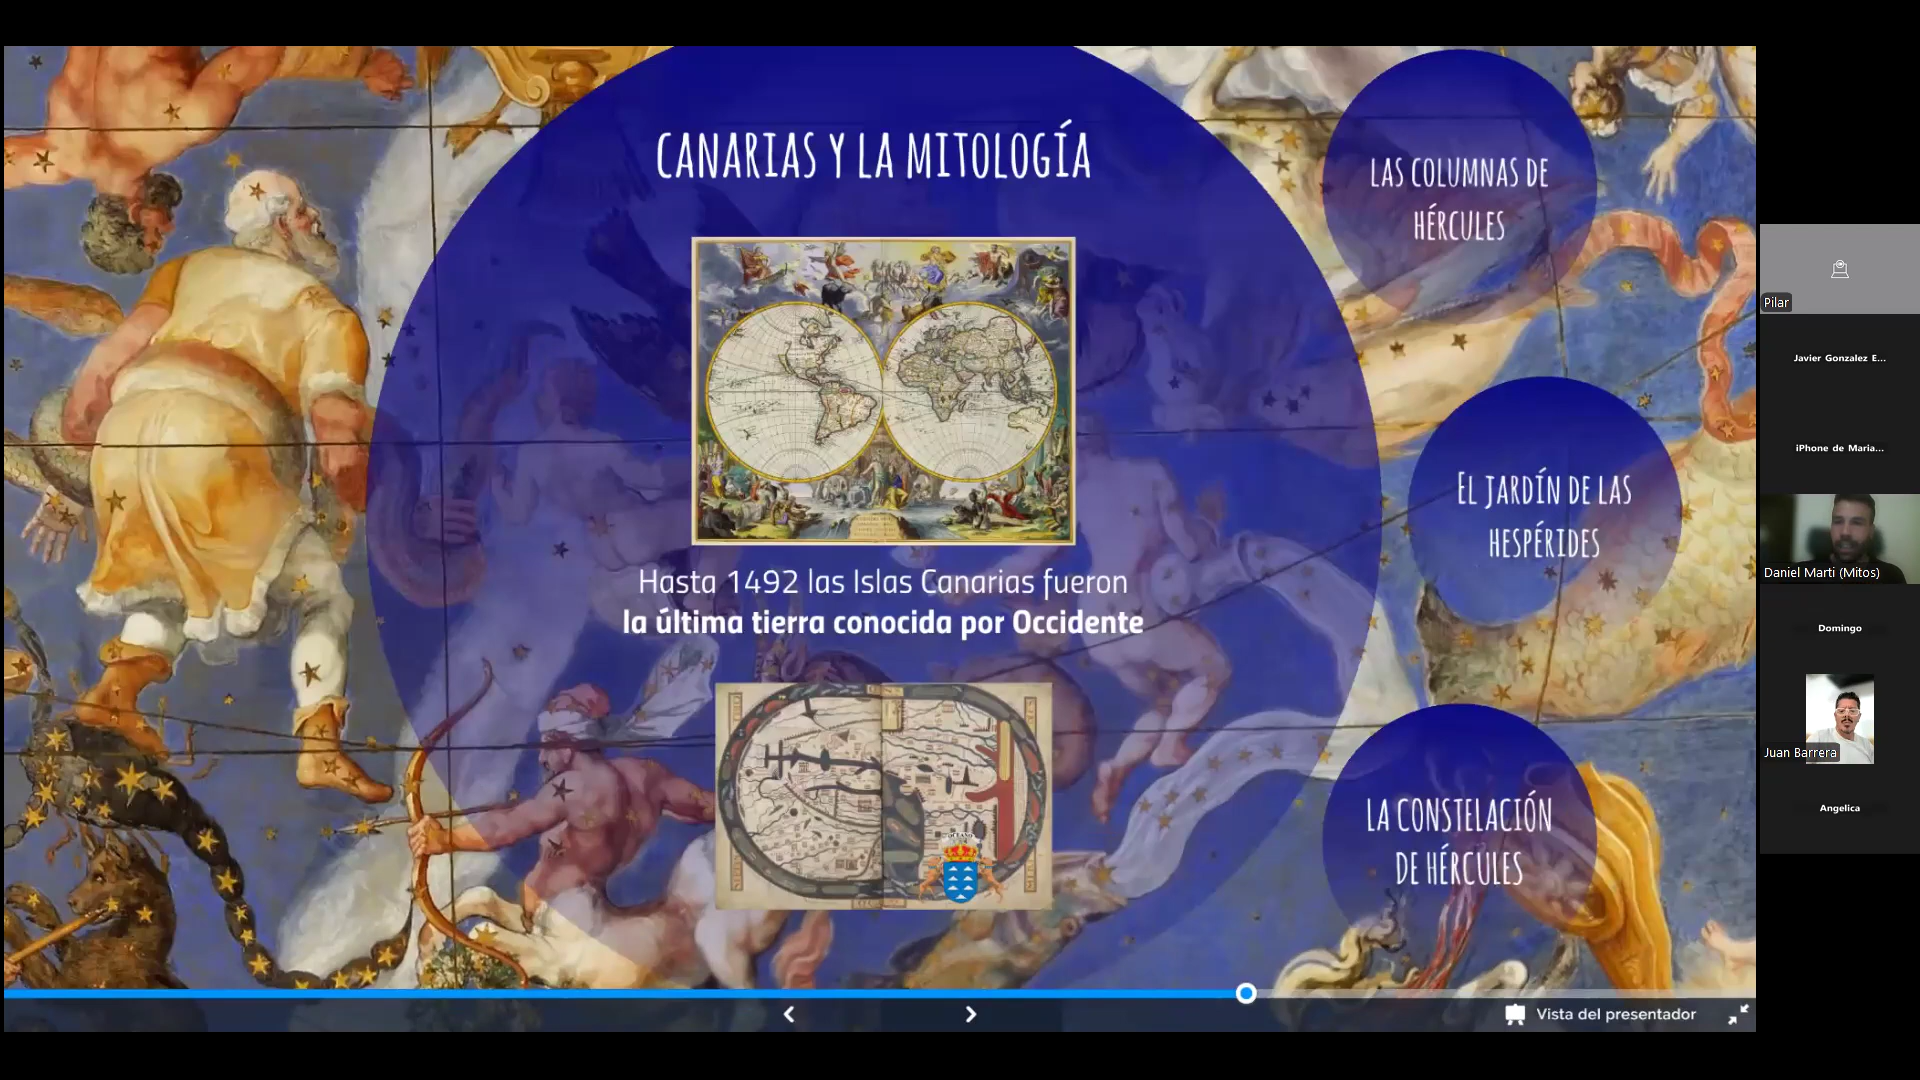 CANARIAS Y LA MITOLOGÍA
Hasta 1492 las Islas Canarias fueron
la última tierra conocida por Occidente
OCÉANO
LAS COLUMNAS DE
HÉRCULES
EL JARDÍN DE LAS
HESPÉRIDES
LA CONSTELACIÓN
DE HÉRCULES
Vista del presentador
Pilar
Javier Gonzalez E...
iPhone de Maria...
Daniel Marti (Mitos)
Domingo
Juan Barrera
Angelica